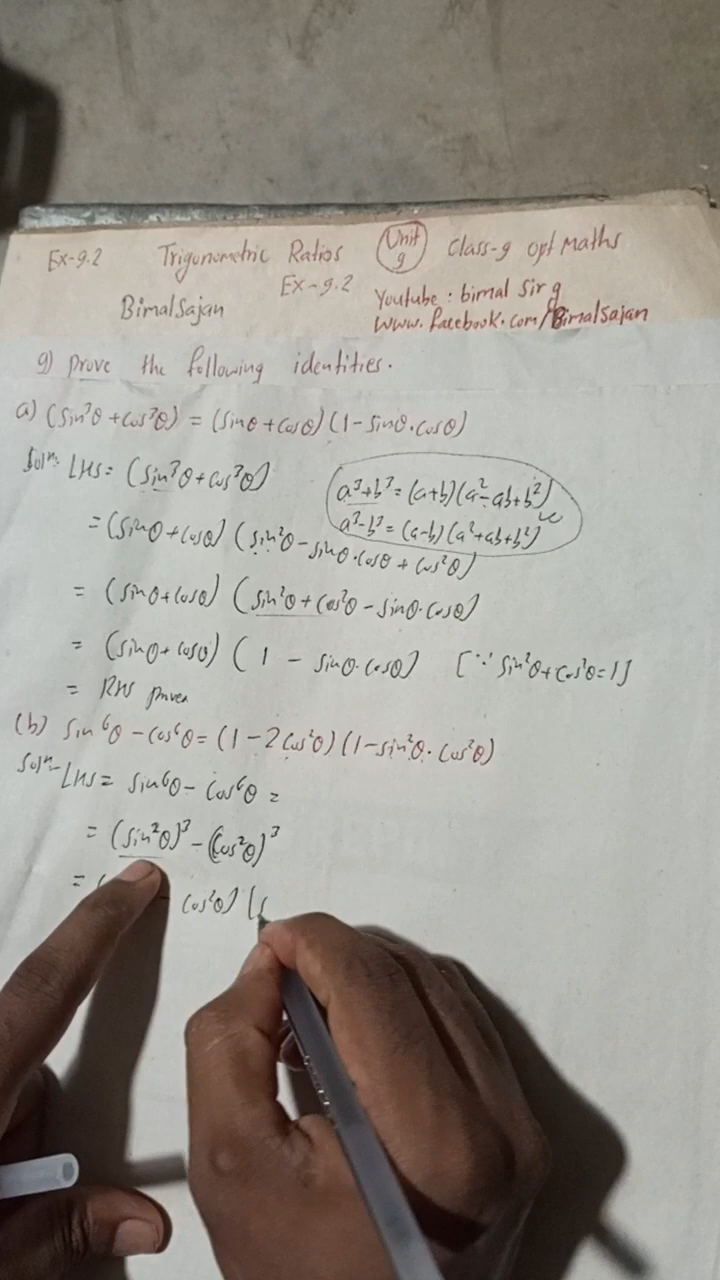 Ex-9.2 Trigonometric Ratios Unit 9 Class-9 opt Maths
Ex-9.2
BimalSajan Youtube: bimal Sir g
www.facebook.com/BimalSajan
9) prove the following identities.
a) (Sin³θ + Cos³θ) = (Sinθ + Cosθ) (1 - Sinθ.Cosθ)
Solⁿ LHS = (Sin³θ + Cos³θ)
a³+b³ = (a+b)(a²-ab+b²)
a³-b³ = (a-b)(a²+ab+b²)
= (Sinθ + Cosθ) (Sin²θ - Sinθ.Cosθ + Cos²θ)
= (Sinθ + Cosθ) (Sin²θ + Cos²θ - Sinθ.Cosθ)
= (Sinθ + Cosθ) (1 - Sinθ.Cosθ) [∵ Sin²θ + Cos²θ = 1]
= RHS proven
(b) Sin⁶θ - Cos⁶θ = (1 - 2Cos²θ) (1 - Sin²θ.Cos²θ)
Solⁿ LHS = Sin⁶θ - Cos⁶θ =
= (Sin²θ)³ - (Cos²θ)³
= ( - Cos²θ) (S